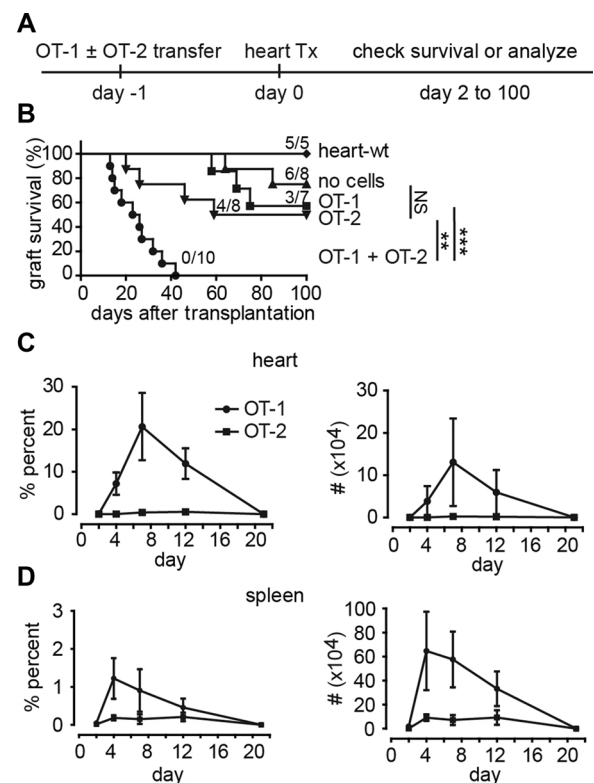 A
OT-1 ± OT-2 transfer heart Tx check survival or analyze
day -1 day 0 day 2 to 100
B
graft survival (%)
100
80
60
40
20
0
0 20 40 60 80 100
days after transplantation
5/5
6/8
3/7
4/8
0/10
heart-wt
no cells
OT-1
OT-2
OT-1 + OT-2
NS
**
***
C
heart
% percent
30
20
10
0
0 4 8 12 16 20
day
OT-1
OT-2
# (x10⁴)
30
20
10
0
0 4 8 12 16 20
day
D
spleen
% percent
3
2
1
0
0 4 8 12 16 20
day
# (x10⁴)
100
80
60
40
20
0
0 4 8 12 16 20
day